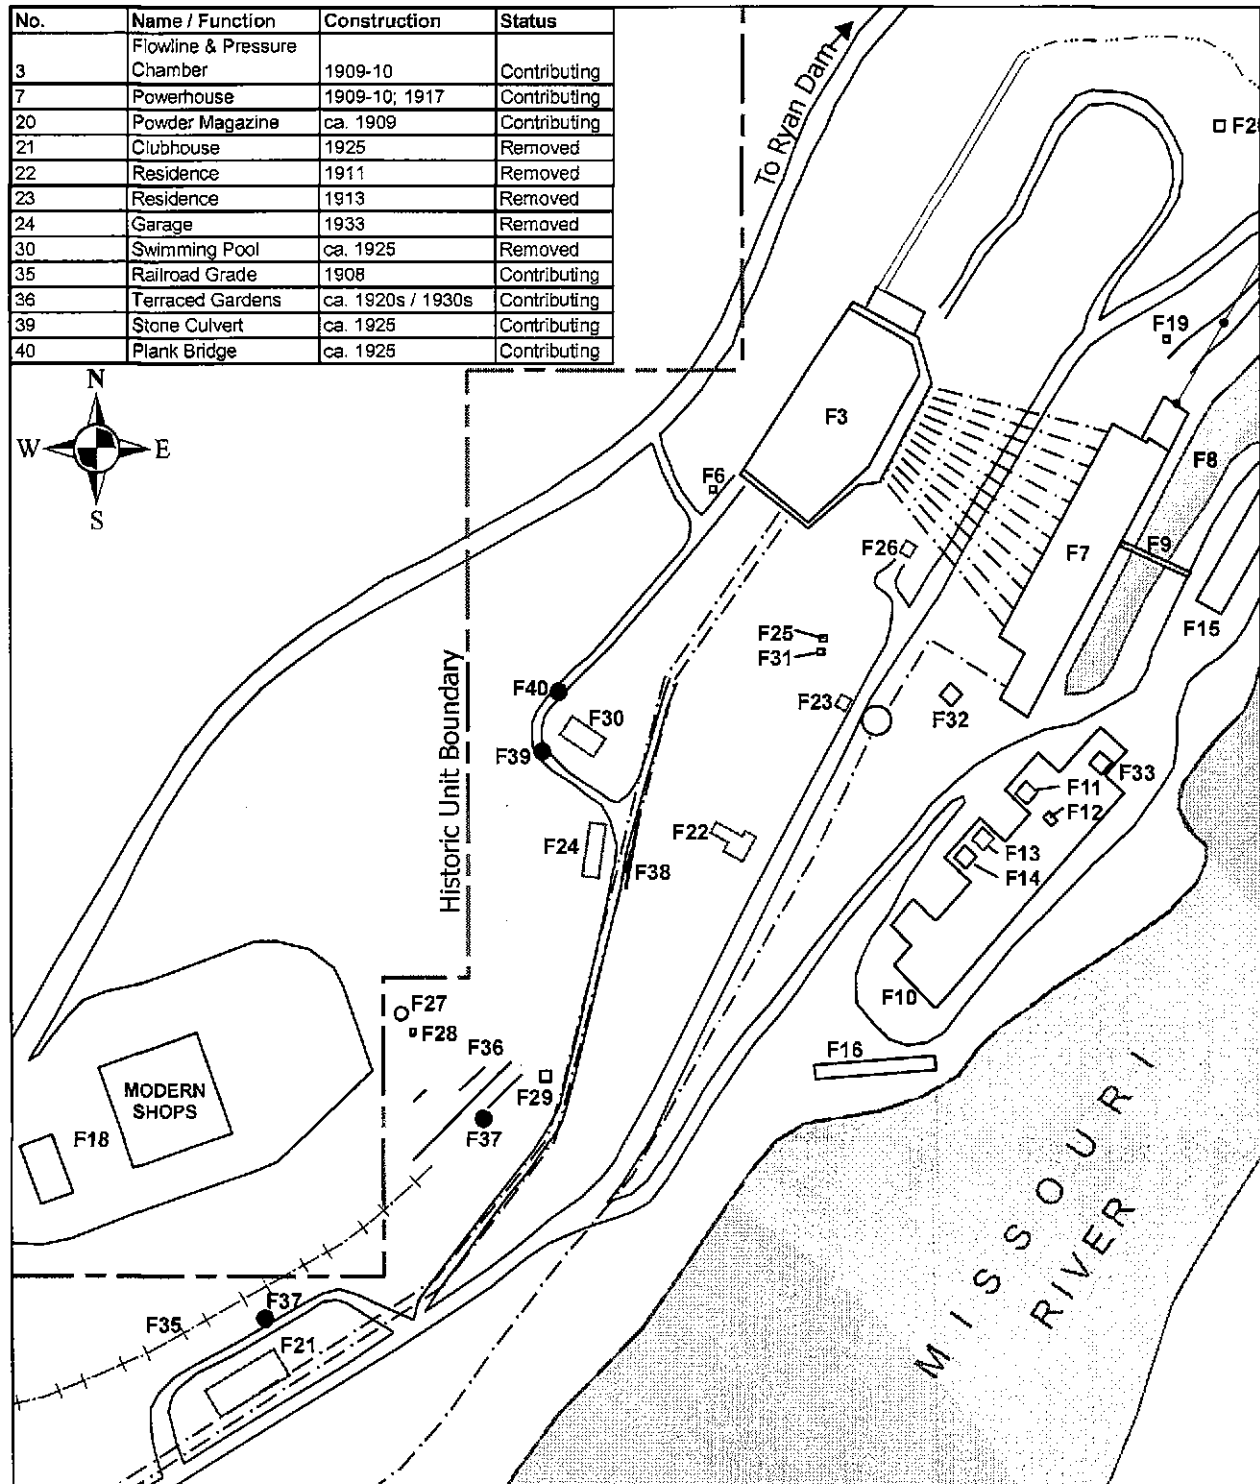 No. Name / Function Construction Status
3 Flowline & Pressure Chamber 1909-10 Contributing
7 Powerhouse 1909-10; 1917 Contributing
20 Powder Magazine ca. 1909 Contributing
21 Clubhouse 1925 Removed
22 Residence 1911 Removed
23 Residence 1913 Removed
24 Garage 1933 Removed
30 Swimming Pool ca. 1925 Removed
35 Railroad Grade 1908 Contributing
36 Terraced Gardens ca. 1920s / 1930s Contributing
39 Stone Culvert ca. 1925 Contributing
40 Plank Bridge ca. 1925 Contributing
To Ryan Dam
N
W E
S
F19
F3
F8
F6
F9
F26
F7
F15
F25
F31
F40
F30
F23
F32
F39
Historic Unit Boundary
F33
F11
F12
F22
F24
F13
F14
F38
F10
F27
F28
F36
F16
F29
MODERN
SHOPS
F37
F18
MISSOURI
RIVER
F37
F35
F21